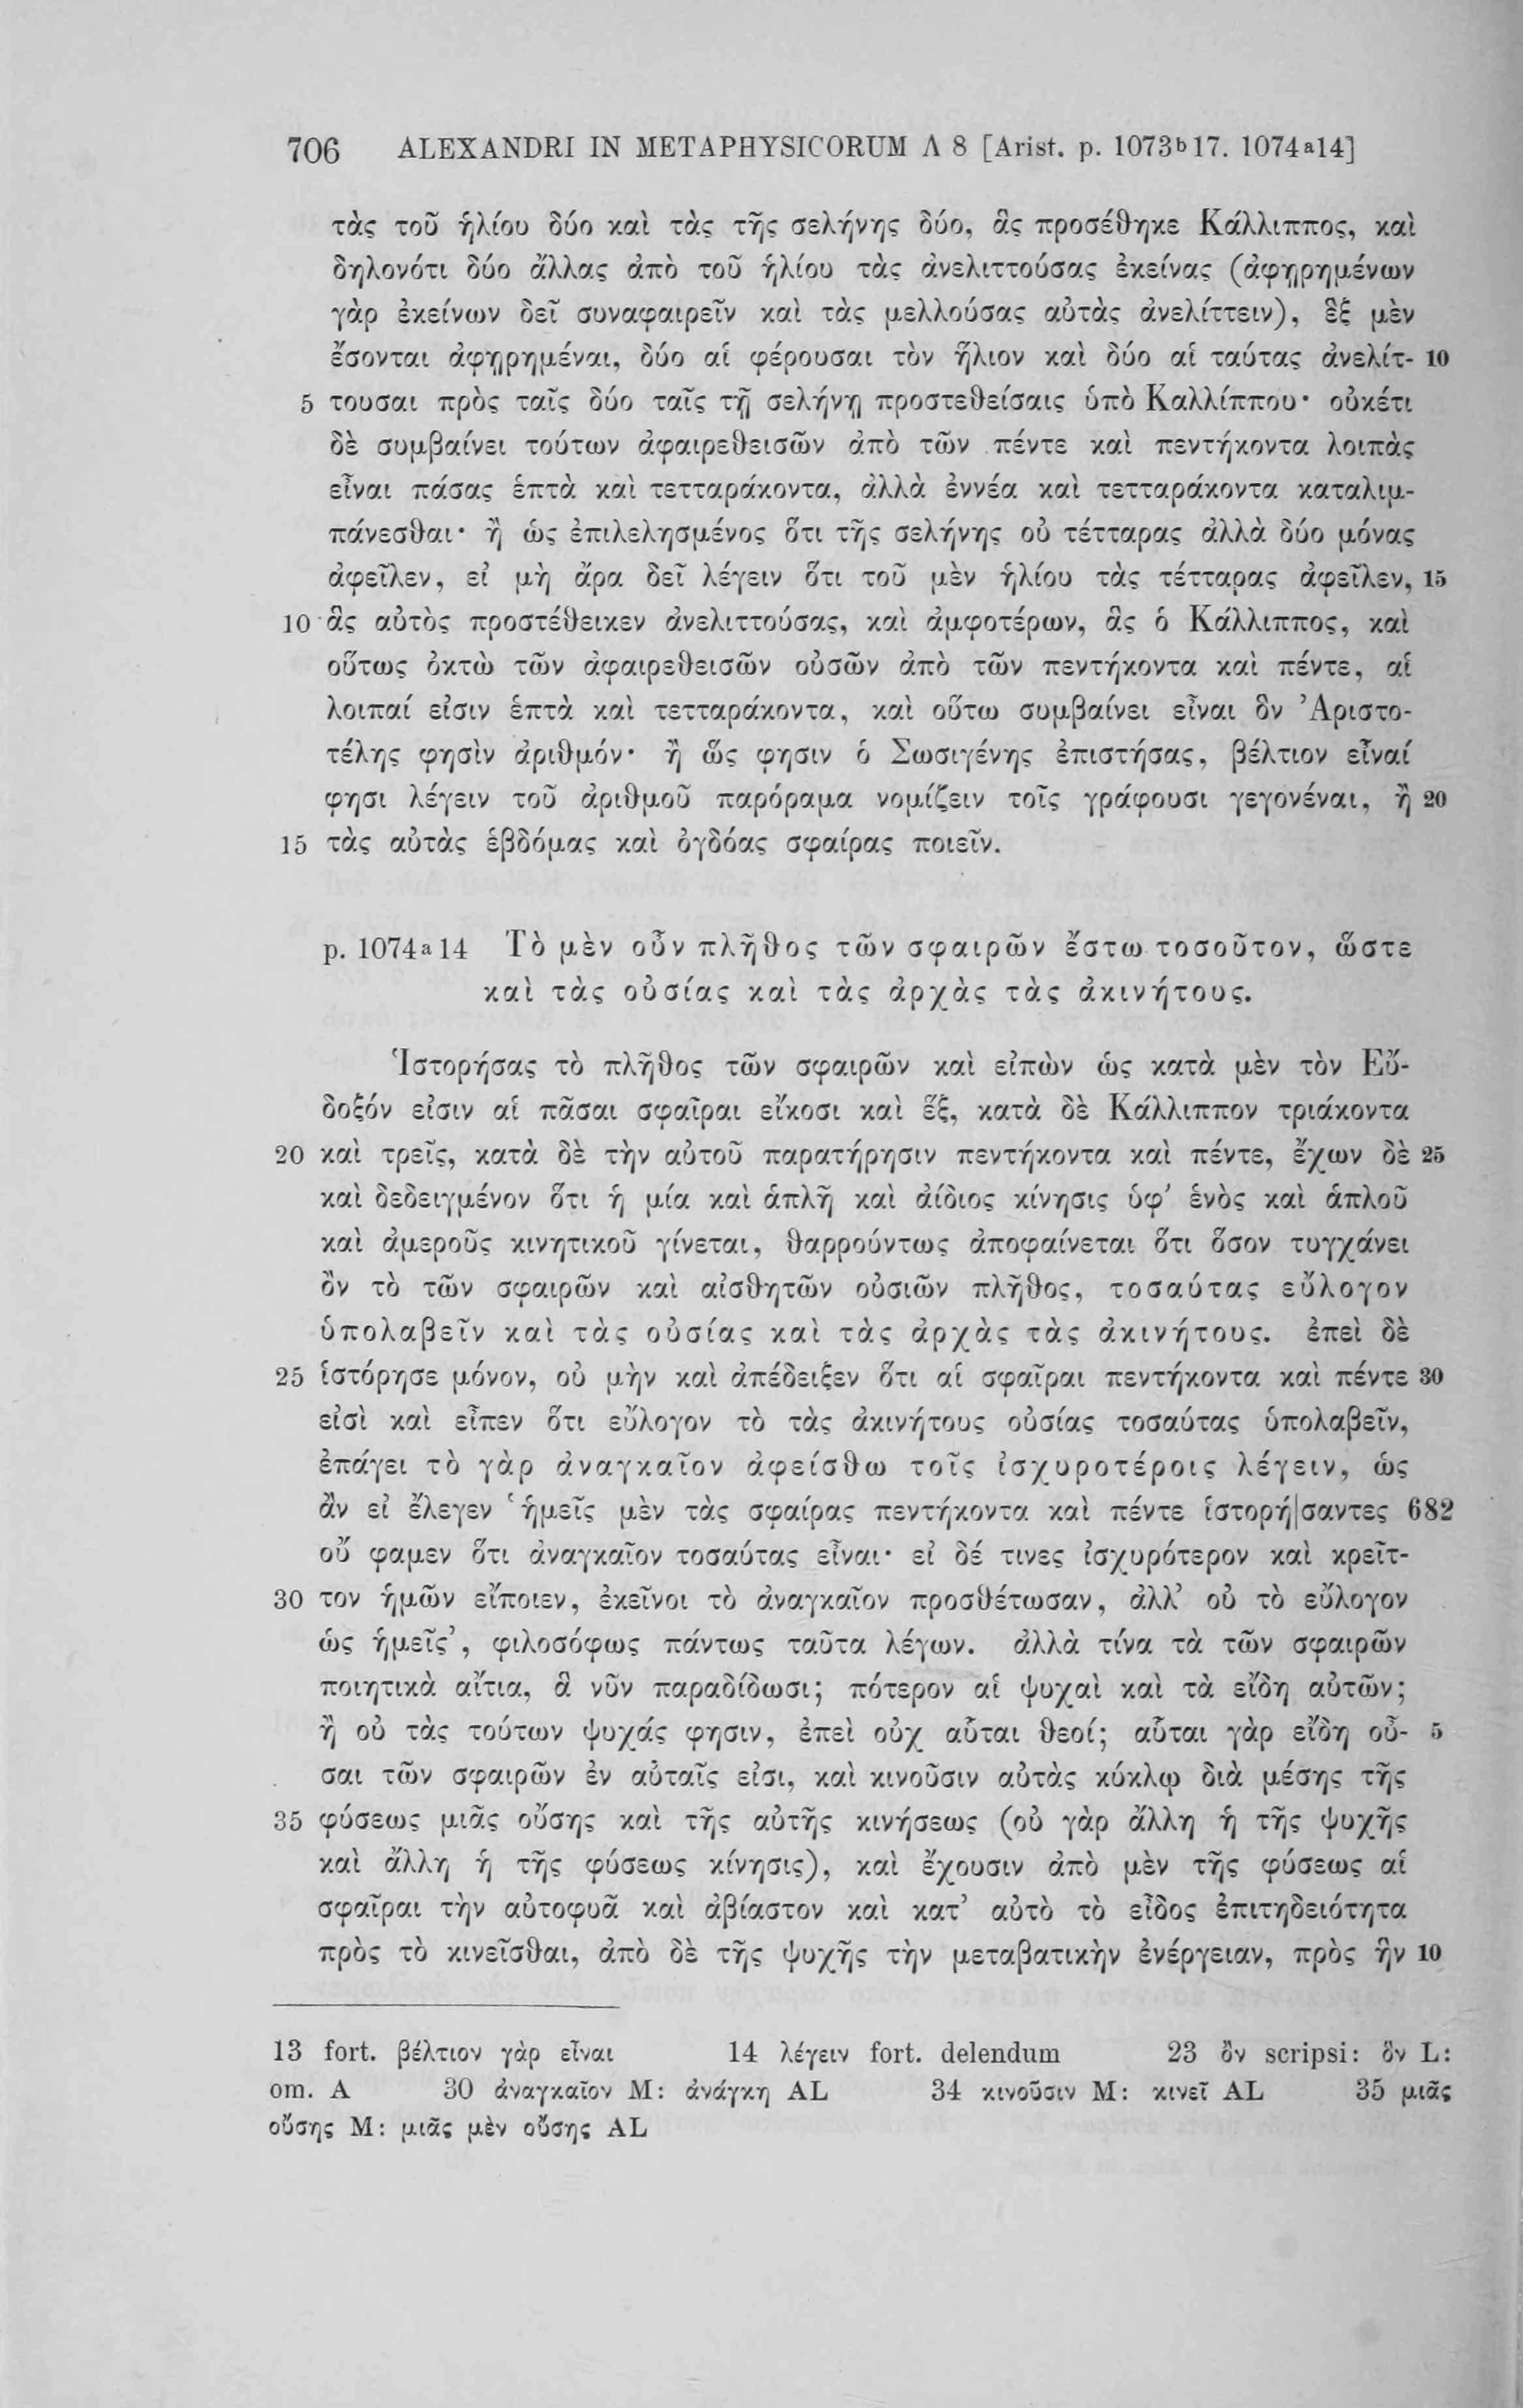 706 ALEXANDRI IN METAPHYSICORUM Λ 8 [Arist. p. 1073b17. 1074a14]
τὰς τοῦ ἡλίου δύο καὶ τὰς τῆς σελήνης δύο, ἃς προσέθηκε Κάλλιππος, καὶ
δηλονότι δύο ἄλλας ἀπὸ τοῦ ἡλίου τὰς ἀνελιττούσας ἐκείνας (ἀφῃρημένων
γὰρ ἐκείνων δεῖ συναφαιρεῖν καὶ τὰς μελλούσας αὐτὰς ἀνελίττειν), ἓξ μὲν
ἔσονται ἀφῃρημέναι, δύο αἱ φέρουσαι τὸν ἥλιον καὶ δύο αἱ ταύτας ἀνελίτ- 10
5 τουσαι πρὸς ταῖς δύο ταῖς τῇ σελήνῃ προστεθείσαις ὑπὸ Καλλίππου· οὐκέτι
δὲ συμβαίνει τούτων ἀφαιρεθεισῶν ἀπὸ τῶν πέντε καὶ πεντήκοντα λοιπὰς
εἶναι πάσας ἑπτὰ καὶ τετταράκοντα, ἀλλὰ ἐννέα καὶ τετταράκοντα καταλιμ-
πάνεσθαι· ἢ ὡς ἐπιλελησμένος ὅτι τῆς σελήνης οὐ τέτταρας ἀλλὰ δύο μόνας
ἀφεῖλεν, εἰ μὴ ἄρα δεῖ λέγειν ὅτι τοῦ μὲν ἡλίου τὰς τέτταρας ἀφεῖλεν, 15
10 ἃς αὐτὸς προστέθεικεν ἀνελιττούσας, καὶ ἀμφοτέρων, ἃς ὁ Κάλλιππος, καὶ
οὕτως ὀκτὼ τῶν ἀφαιρεθεισῶν οὐσῶν ἀπὸ τῶν πεντήκοντα καὶ πέντε, αἱ
λοιπαί εἰσιν ἑπτὰ καὶ τετταράκοντα, καὶ οὕτω συμβαίνει εἶναι ὃν Ἀριστο-
τέλης φησὶν ἀριθμόν· ἢ ὥς φησιν ὁ Σωσιγένης ἐπιστήσας, βέλτιον εἶναί
φησι λέγειν τοῦ ἀριθμοῦ παρόραμα νομίζειν τοῖς γράφουσι γεγονέναι, ἢ 20
15 τὰς αὐτὰς ἑβδόμας καὶ ὀγδόας σφαίρας ποιεῖν.
p. 1074a14 Τὸ μὲν οὖν πλῆθος τῶν σφαιρῶν ἔστω τοσοῦτον, ὥστε
καὶ τὰς οὐσίας καὶ τὰς ἀρχὰς τὰς ἀκινήτους.
Ἱστορήσας τὸ πλῆθος τῶν σφαιρῶν καὶ εἰπὼν ὡς κατὰ μὲν τὸν Εὔ-
δοξόν εἰσιν αἱ πᾶσαι σφαῖραι εἴκοσι καὶ ἕξ, κατὰ δὲ Κάλλιππον τριάκοντα
20 καὶ τρεῖς, κατὰ δὲ τὴν αὑτοῦ παρατήρησιν πεντήκοντα καὶ πέντε, ἔχων δὲ 25
καὶ δεδειγμένον ὅτι ἡ μία καὶ ἁπλῆ καὶ ἀίδιος κίνησις ὑφ’ ἑνὸς καὶ ἁπλοῦ
καὶ ἀμεροῦς κινητικοῦ γίνεται, θαρρούντως ἀποφαίνεται ὅτι ὅσον τυγχάνει
ὂν τὸ τῶν σφαιρῶν καὶ αἰσθητῶν οὐσιῶν πλῆθος, τοσαύτας εὔλογον
ὑπολαβεῖν καὶ τὰς οὐσίας καὶ τὰς ἀρχὰς τὰς ἀκινήτους. ἐπεὶ δὲ
25 ἱστόρησε μόνον, οὐ μὴν καὶ ἀπέδειξεν ὅτι αἱ σφαῖραι πεντήκοντα καὶ πέντε 30
εἰσὶ καὶ εἶπεν ὅτι εὔλογον τὸ τὰς ἀκινήτους οὐσίας τοσαύτας ὑπολαβεῖν,
ἐπάγει τὸ γὰρ ἀναγκαῖον ἀφείσθω τοῖς ἰσχυροτέροις λέγειν, ὡς
ἂν εἰ ἔλεγεν ‘ἡμεῖς μὲν τὰς σφαίρας πεντήκοντα καὶ πέντε ἱστορή|σαντες 682
οὔ φαμεν ὅτι ἀναγκαῖον τοσαύτας εἶναι· εἰ δέ τινες ἰσχυρότερον καὶ κρεῖτ-
30 τον ἡμῶν εἴποιεν, ἐκεῖνοι τὸ ἀναγκαῖον προσθέτωσαν, ἀλλ’ οὐ τὸ εὔλογον
ὡς ἡμεῖς’, φιλοσόφως πάντως ταῦτα λέγων. ἀλλὰ τίνα τὰ τῶν σφαιρῶν
ποιητικὰ αἴτια, ἃ νῦν παραδίδωσι; πότερον αἱ ψυχαὶ καὶ τὰ εἴδη αὐτῶν;
ἢ οὐ τὰς τούτων ψυχάς φησιν, ἐπεὶ οὐχ αὗται θεοί; αὗται γὰρ εἴδη οὖ- 5
σαι τῶν σφαιρῶν ἐν αὐταῖς εἰσι, καὶ κινοῦσιν αὐτὰς κύκλῳ διὰ μέσης τῆς
35 φύσεως μιᾶς οὔσης καὶ τῆς αὐτῆς κινήσεως (οὐ γὰρ ἄλλη ἡ τῆς ψυχῆς
καὶ ἄλλη ἡ τῆς φύσεως κίνησις), καὶ ἔχουσιν ἀπὸ μὲν τῆς φύσεως αἱ
σφαῖραι τὴν αὐτοφυᾶ καὶ ἀβίαστον καὶ κατ’ αὐτὸ τὸ εἶδος ἐπιτηδειότητα
πρὸς τὸ κινεῖσθαι, ἀπὸ δὲ τῆς ψυχῆς τὴν μεταβατικὴν ἐνέργειαν, πρὸς ἣν 10
13 fort. βέλτιον γὰρ εἶναι 14 λέγειν fort. delendum 23 ὂν scripsi: ὃν L:
om. A 30 ἀναγκαῖον M: ἀνάγκη AL 34 κινοῦσιν M: κινεῖ AL 35 μιᾶς
οὔσης M: μιᾶς μὲν οὔσης AL